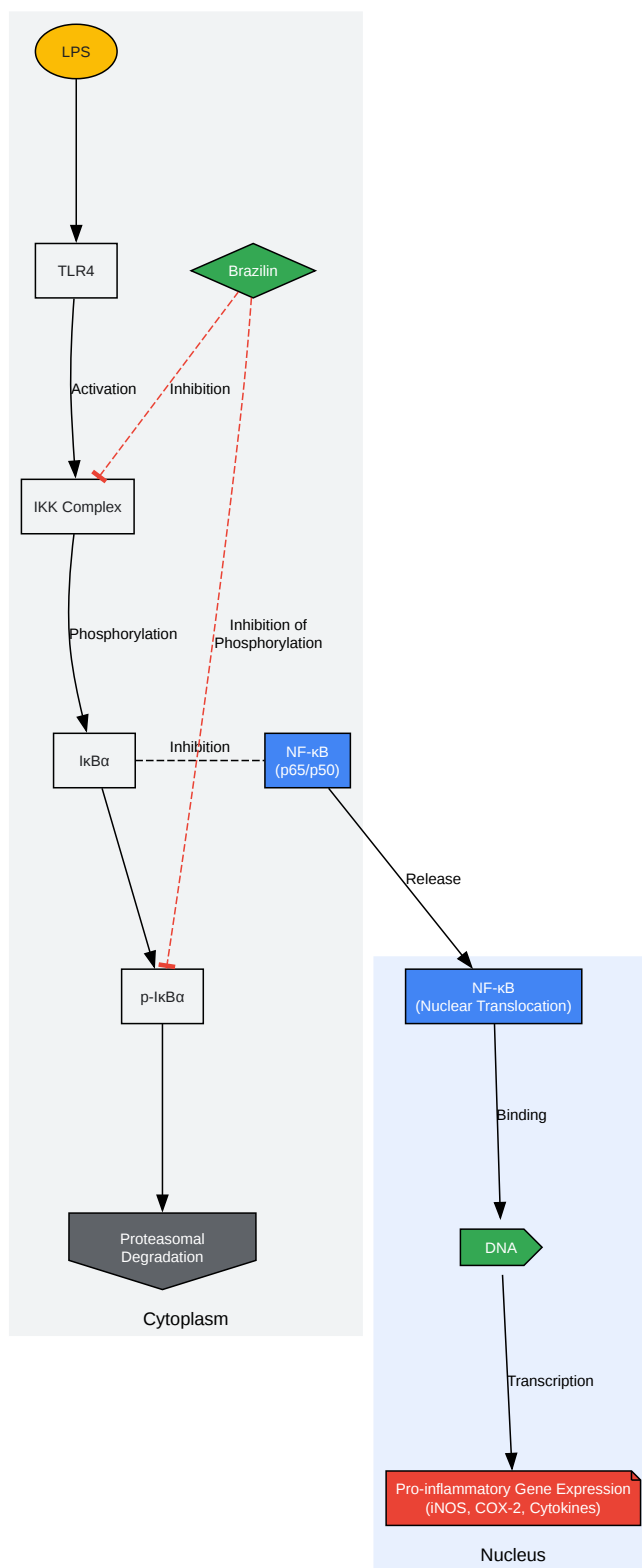 LPS
TLR4
Brazilin
Activation
Inhibition
IKK Complex
Inhibition of
Phosphorylation
Phosphorylation
Inhibition
IκBα
NF-κB
(p65/p50)
Release
p-IκBα
NF-κB
(Nuclear Translocation)
Binding
Proteasomal
Degradation
DNA
Cytoplasm
Transcription
Pro-inflammatory Gene Expression
(iNOS, COX-2, Cytokines)
Nucleus